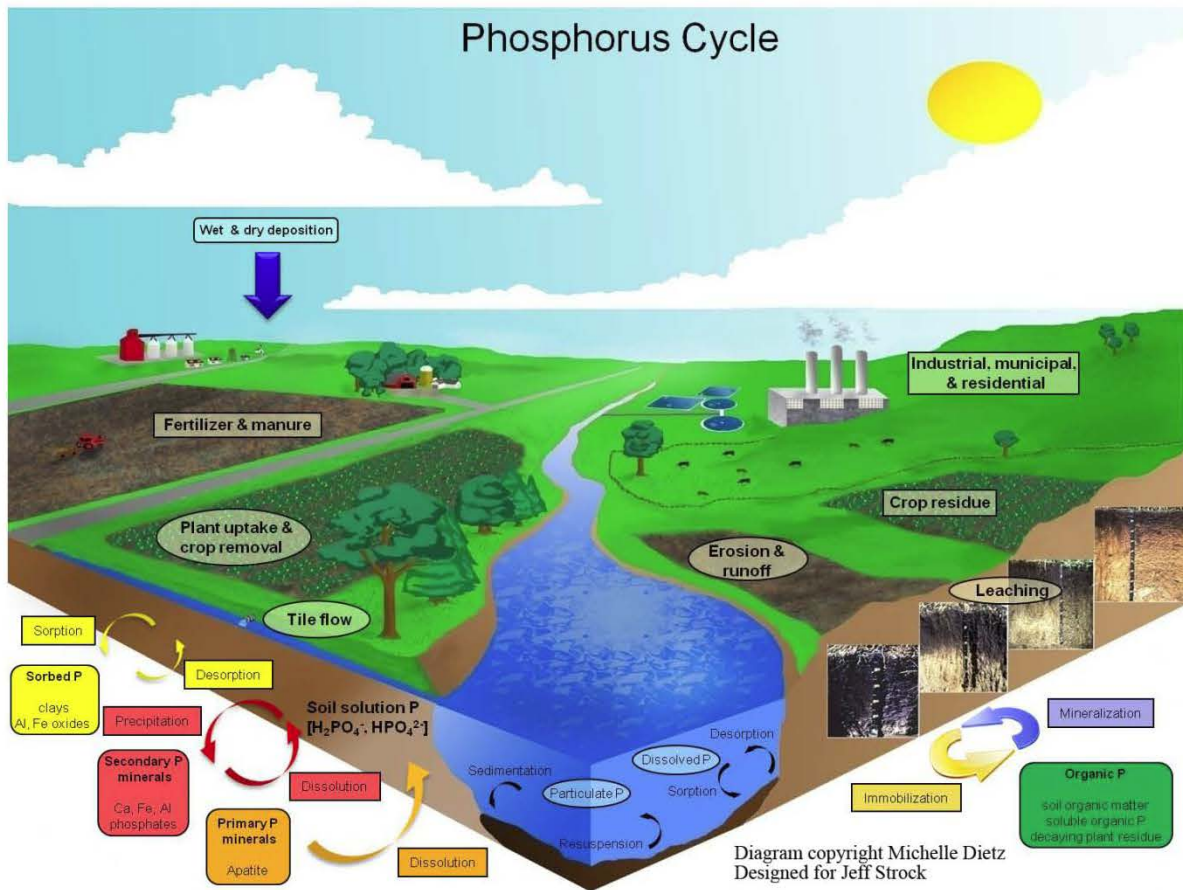 Phosphorus Cycle
Wet & dry deposition
Industrial, municipal,
& residential
Fertilizer & manure
Crop residue
Plant uptake &
crop removal
Erosion &
runoff
Leaching
Tile flow
Sorption
Desorption
Sorbed P
clays
Al, Fe oxides
Soil solution P
[H₂PO₄⁻, HPO₄²⁻]
Precipitation
Secondary P
minerals
Ca, Fe, Al
phosphates
Dissolution
Primary P
minerals
Apatite
Dissolution
Sedimentation
Particulate P
Resuspension
Dissolved P
Desorption
Sorption
Mineralization
Immobilization
Organic P
soil organic matter
soluble organic P
decaying plant residue
Diagram copyright Michelle Dietz
Designed for Jeff Strock